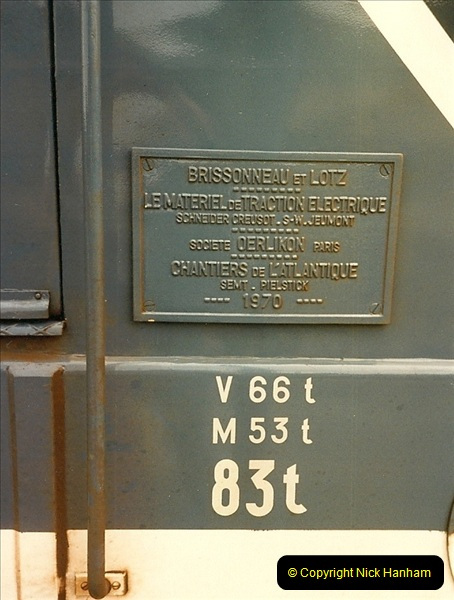 BRISSONNEAU ET LOTZ
LE MATERIEL DE TRACTION ELECTRIQUE
SCHNEIDER CREUSOT - S-W. JEUMONT
SOCIETE OERLIKON PARIS
CHANTIERS DE L'ATLANTIQUE
SEMT - PIELSTICK
---- 1970 ----
V 66 t
M 53 t
83t
© Copyright Nick Hanham